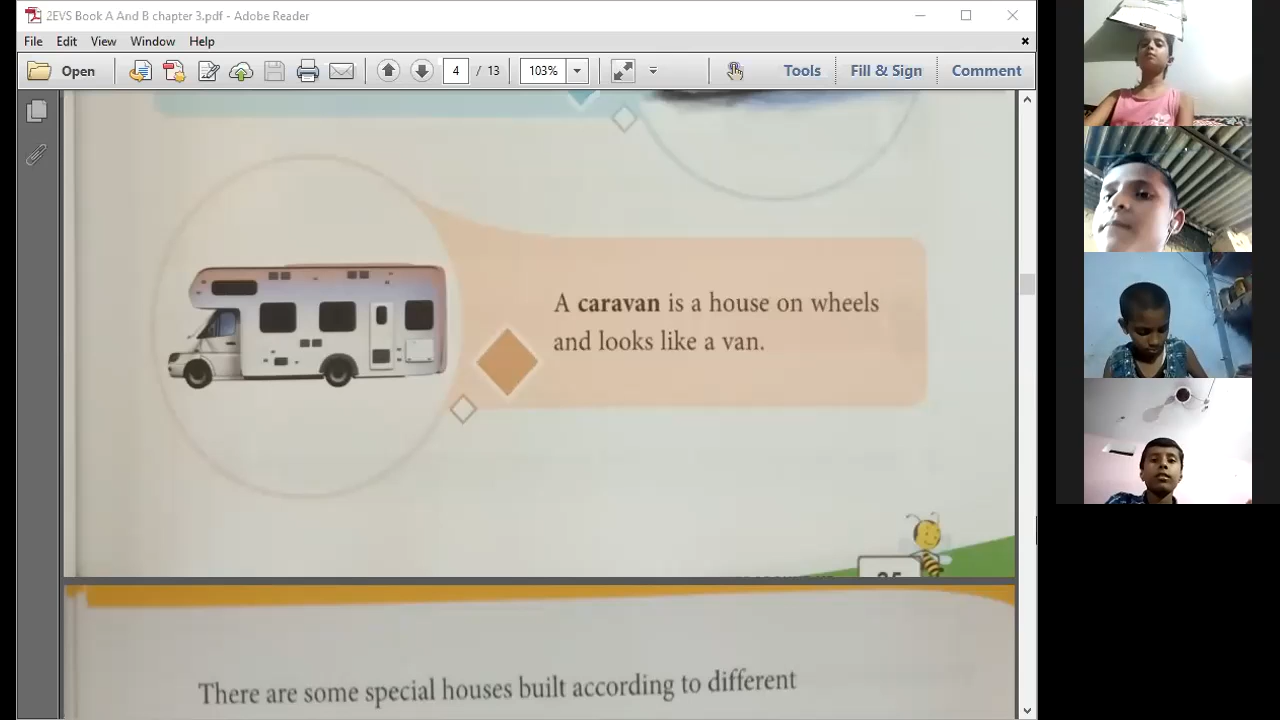 2EVS Book A And B chapter 3.pdf - Adobe Reader
File Edit View Window Help
Open 4 / 13 103% Tools Fill & Sign Comment
A caravan is a house on wheels
and looks like a van.
There are some special houses built according to different